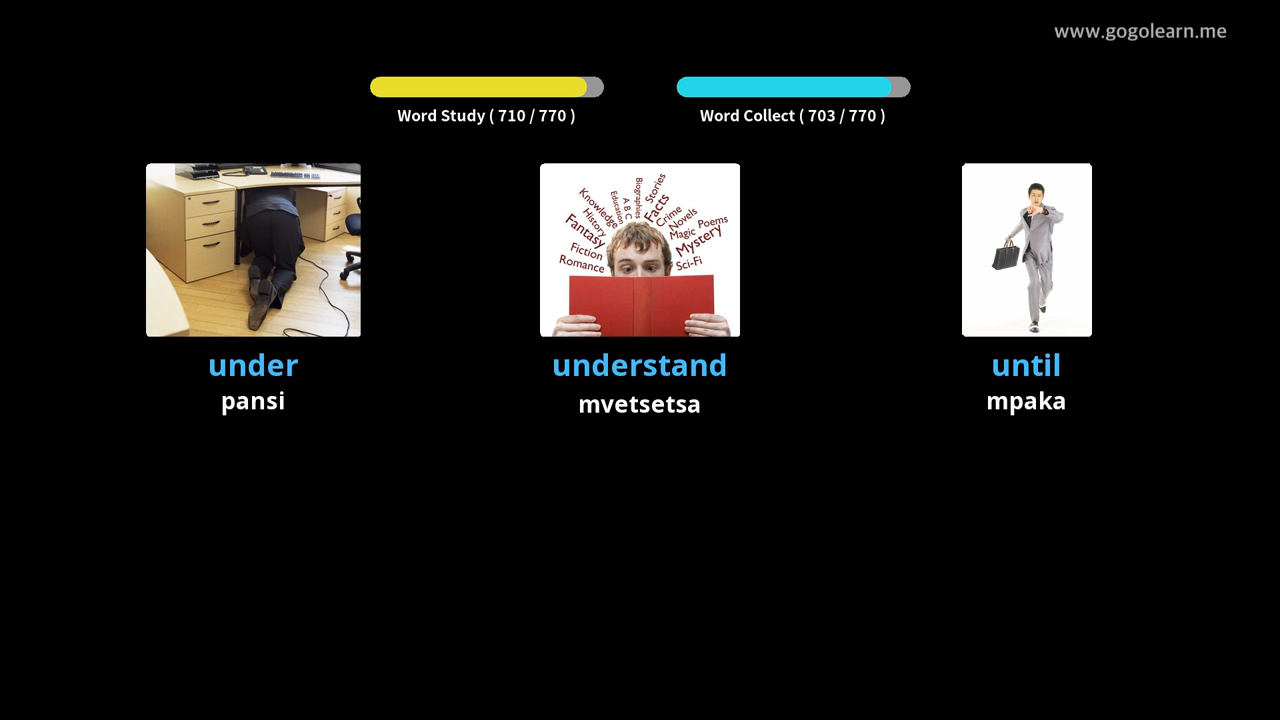 www.gogolearn.me
Word Study ( 710 / 770 )
Word Collect ( 703 / 770 )
Knowledge
History
Fantasy
Fiction
Romance
Education
A B C
Biographies
Stories
Facts
Crime
Novels
Magic
Poems
Mystery
Sci-Fi
under
understand
until
pansi
mvetsetsa
mpaka